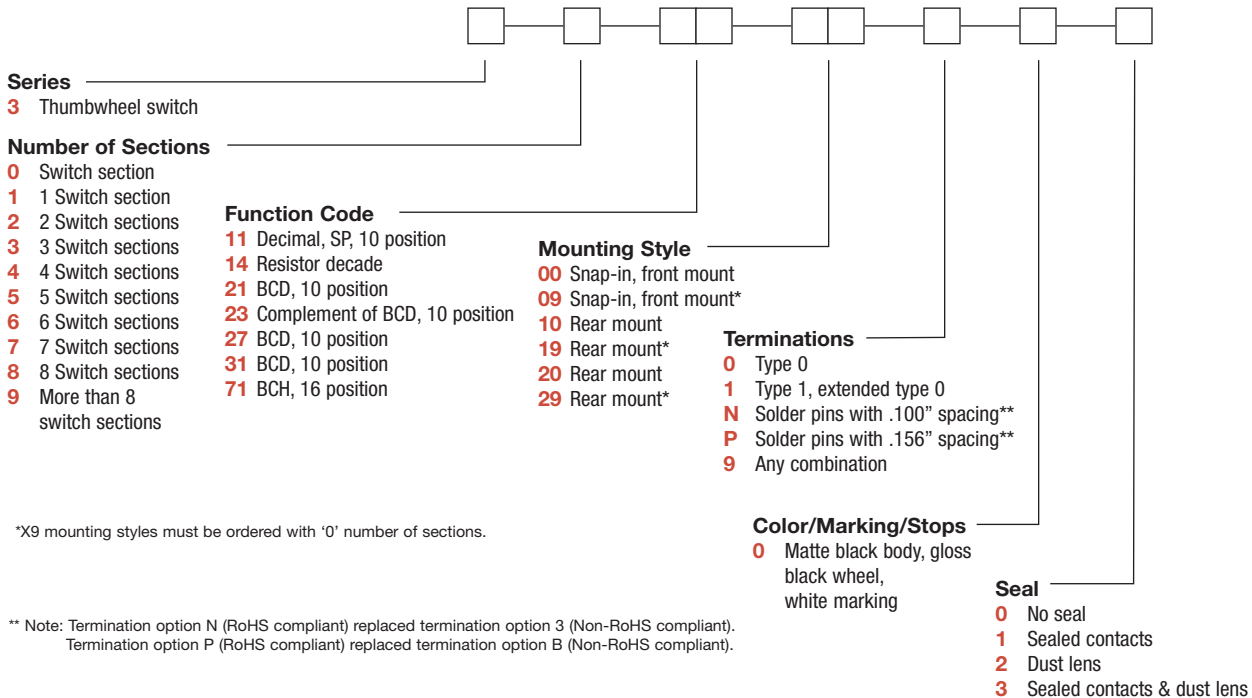 Series
3 Thumbwheel switch
Number of Sections
0 Switch section
1 1 Switch section
2 2 Switch sections
3 3 Switch sections
4 4 Switch sections
5 5 Switch sections
6 6 Switch sections
7 7 Switch sections
8 8 Switch sections
9 More than 8
switch sections
Function Code
11 Decimal, SP, 10 position
14 Resistor decade
21 BCD, 10 position
23 Complement of BCD, 10 position
27 BCD, 10 position
31 BCD, 10 position
71 BCH, 16 position
Mounting Style
00 Snap-in, front mount
09 Snap-in, front mount*
10 Rear mount
19 Rear mount*
20 Rear mount
29 Rear mount*
Terminations
0 Type 0
1 Type 1, extended type 0
N Solder pins with .100” spacing**
P Solder pins with .156” spacing**
9 Any combination
*X9 mounting styles must be ordered with ‘0’ number of sections.
Color/Marking/Stops
0 Matte black body, gloss
black wheel,
white marking
Seal
0 No seal
1 Sealed contacts
2 Dust lens
3 Sealed contacts & dust lens
** Note: Termination option N (RoHS compliant) replaced termination option 3 (Non-RoHS compliant).
Termination option P (RoHS compliant) replaced termination option B (Non-RoHS compliant).